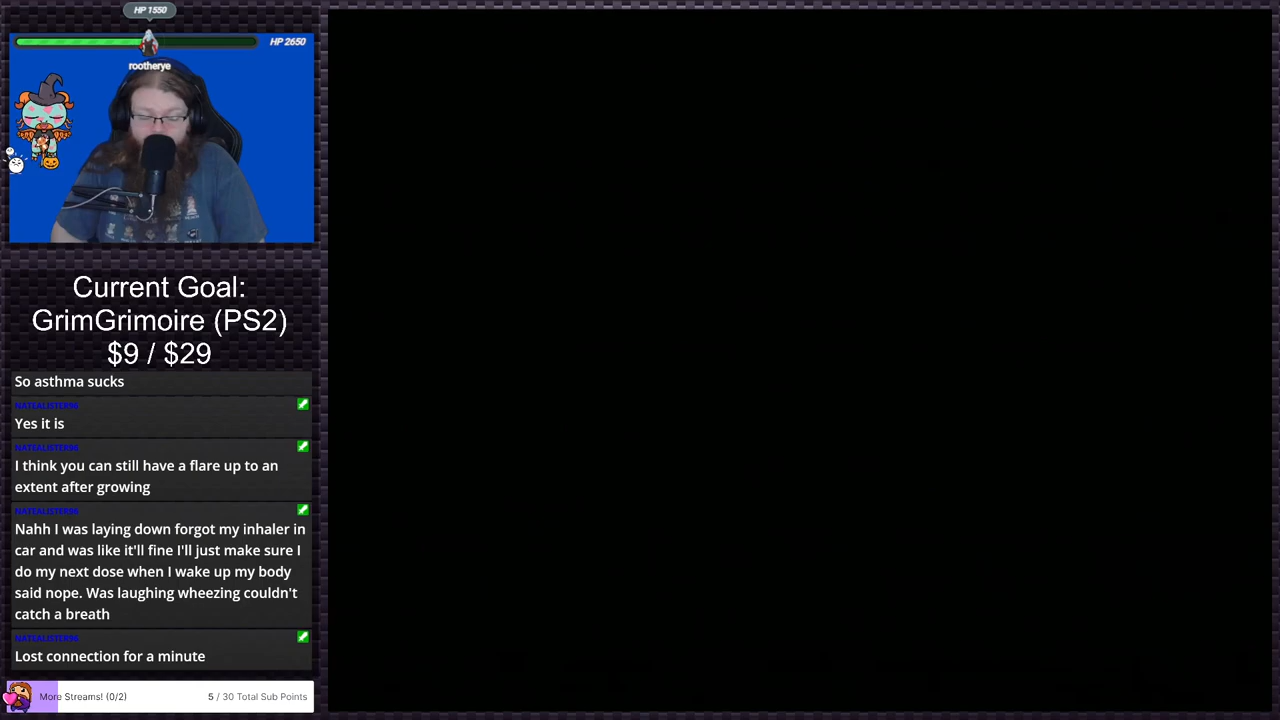 HP 1550
HP 2650
rootherye
Current Goal:
GrimGrimoire (PS2)
$9 / $29
So asthma sucks
NATEALISTER96
Yes it is
NATEALISTER96
I think you can still have a flare up to an
extent after growing
NATEALISTER96
Nahh I was laying down forgot my inhaler in
car and was like it'll fine I'll just make sure I
do my next dose when I wake up my body
said nope. Was laughing wheezing couldn't
catch a breath
NATEALISTER96
Lost connection for a minute
More Streams! (0/2)
5 / 30 Total Sub Points